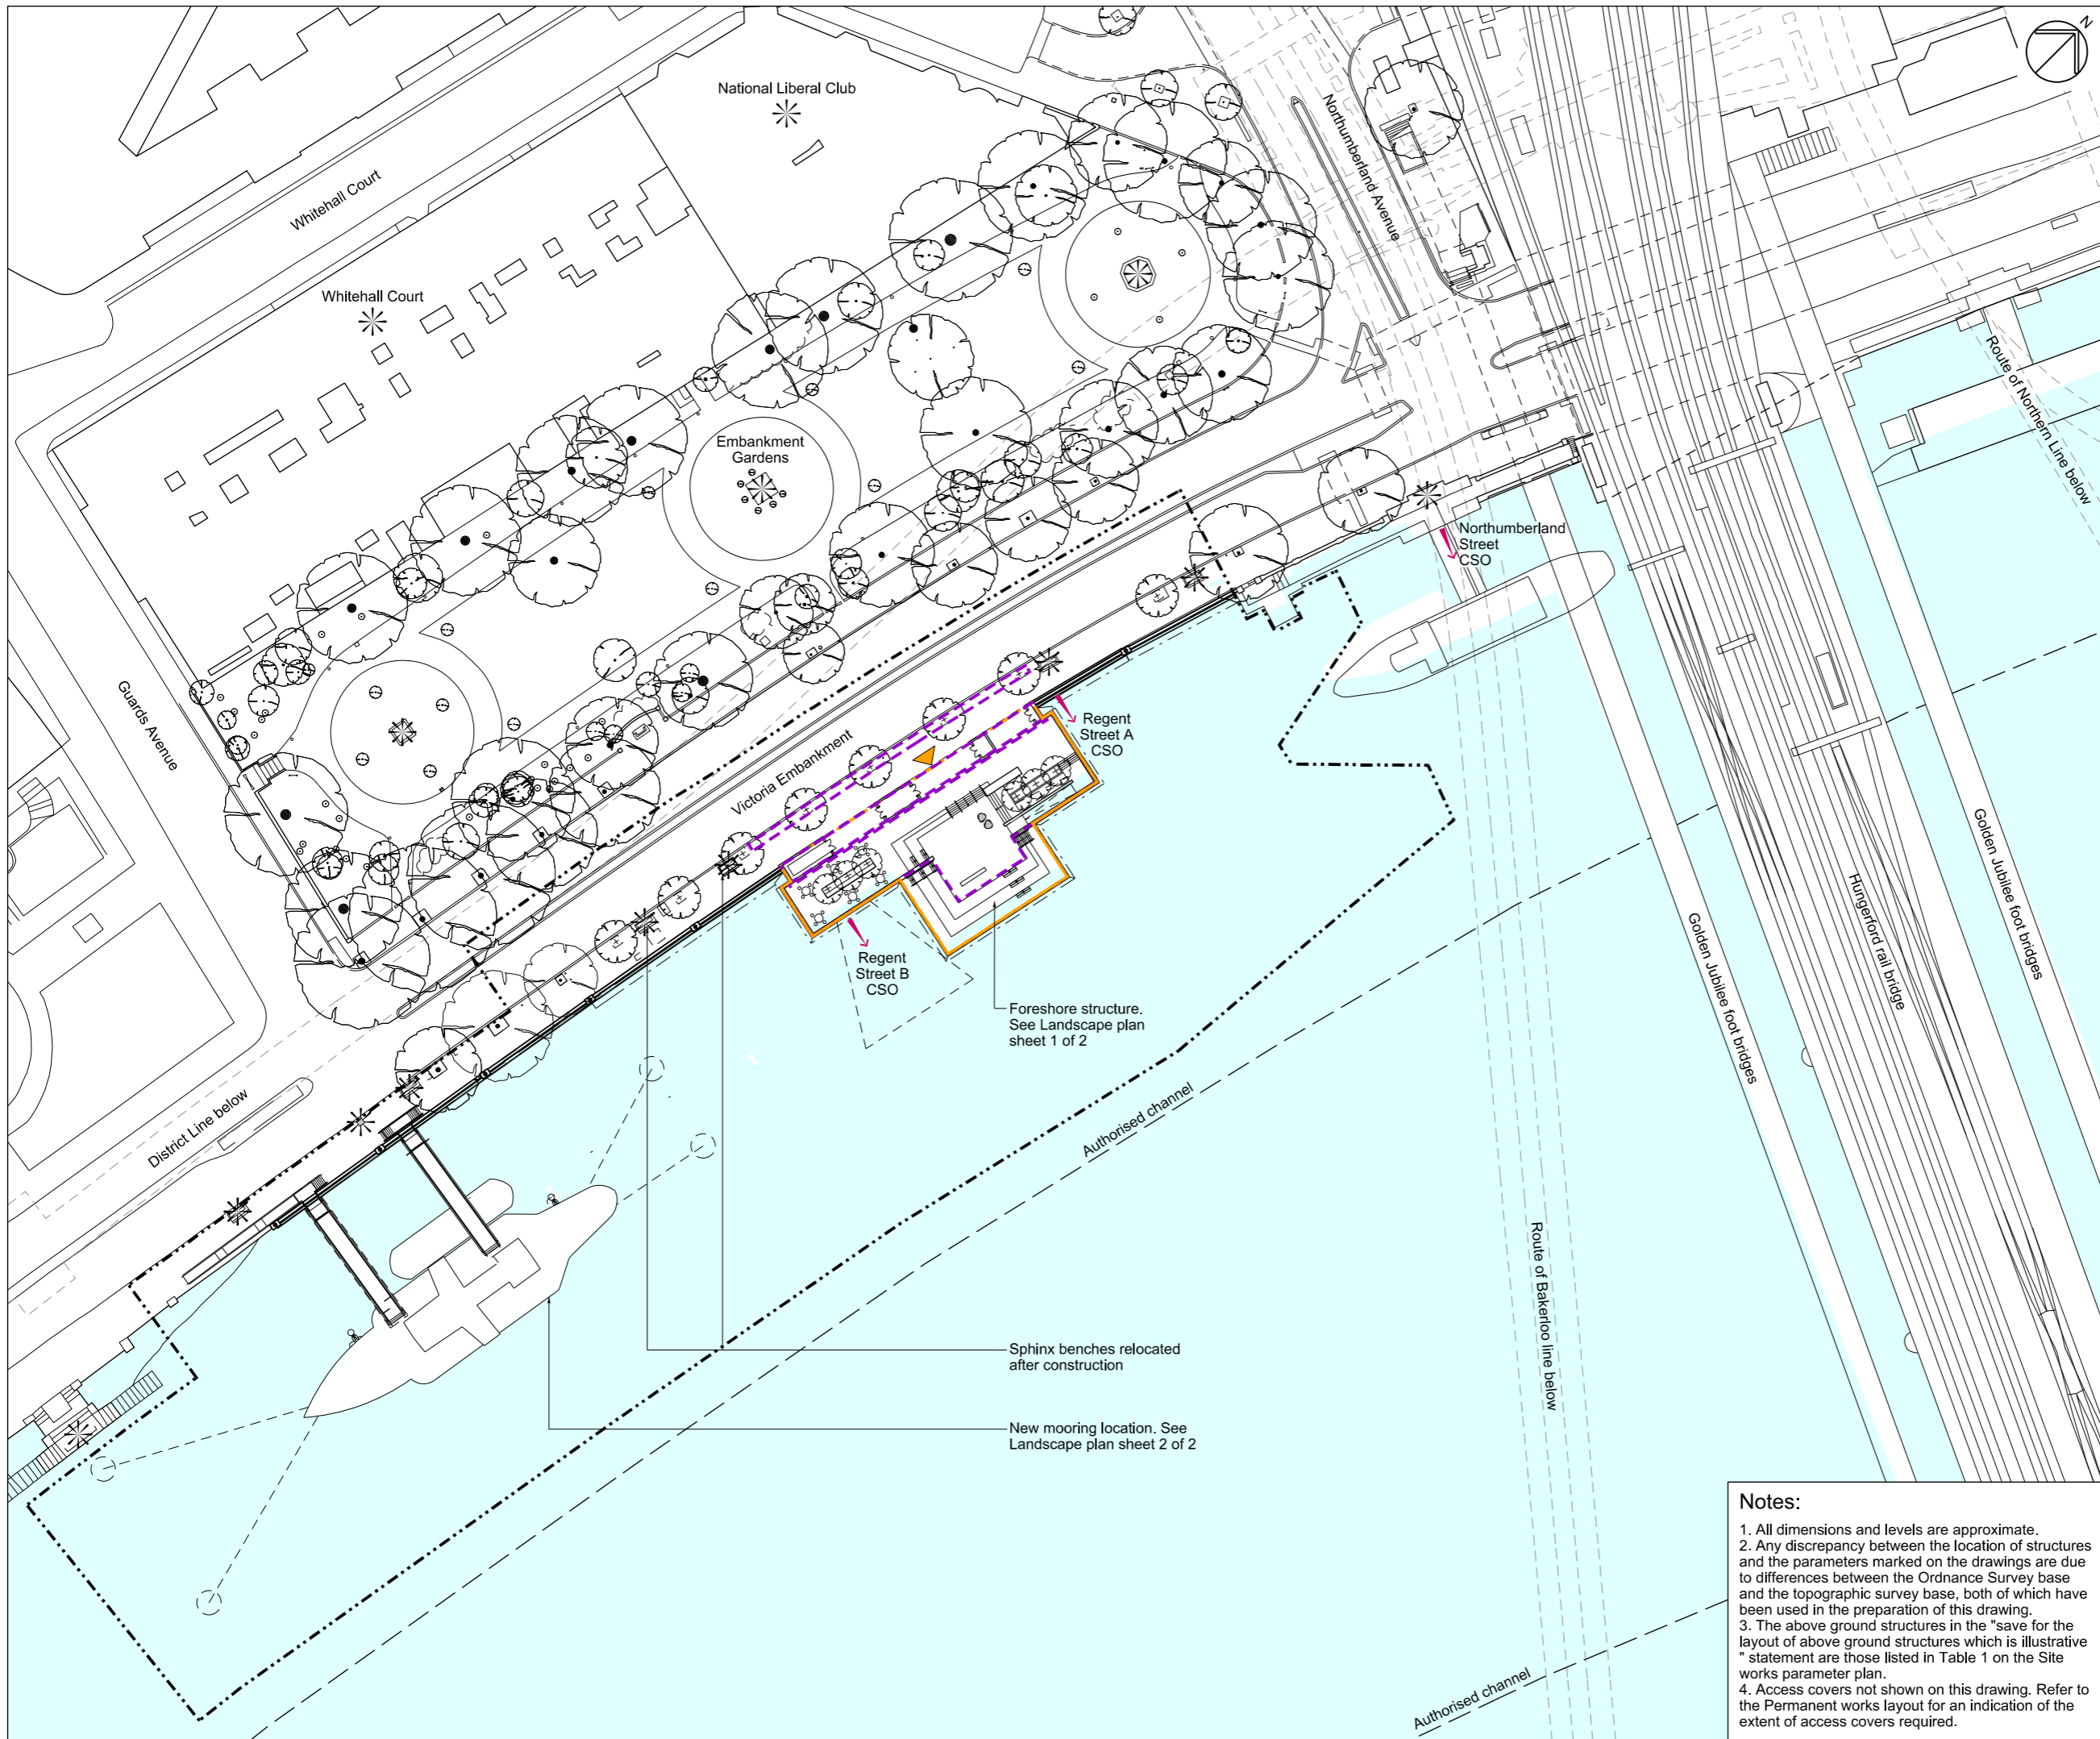 N
National Liberal Club
Northumberland Avenue
Whitehall Court
Whitehall Court
Route of Northern Line below
Embankment
Gardens
Northumberland
Street
CSO
Guards Avenue
Regent
Street A
CSO
Victoria Embankment
Golden Jubilee foot bridges
Hungerford rail bridge
Golden Jubilee foot bridges
Regent
Street B
CSO
Foreshore structure.
See Landscape plan
sheet 1 of 2
Authorised channel
District Line below
Route of Bakerloo line below
Sphinx benches relocated
after construction
New mooring location. See
Landscape plan sheet 2 of 2
Authorised channel
Notes:
1. All dimensions and levels are approximate.
2. Any discrepancy between the location of structures
and the parameters marked on the drawings are due
to differences between the Ordnance Survey base
and the topographic survey base, both of which have
been used in the preparation of this drawing.
3. The above ground structures in the "save for the
layout of above ground structures which is illustrative
" statement are those listed in Table 1 on the Site
works parameter plan.
4. Access covers not shown on this drawing. Refer to
the Permanent works layout for an indication of the
extent of access covers required.